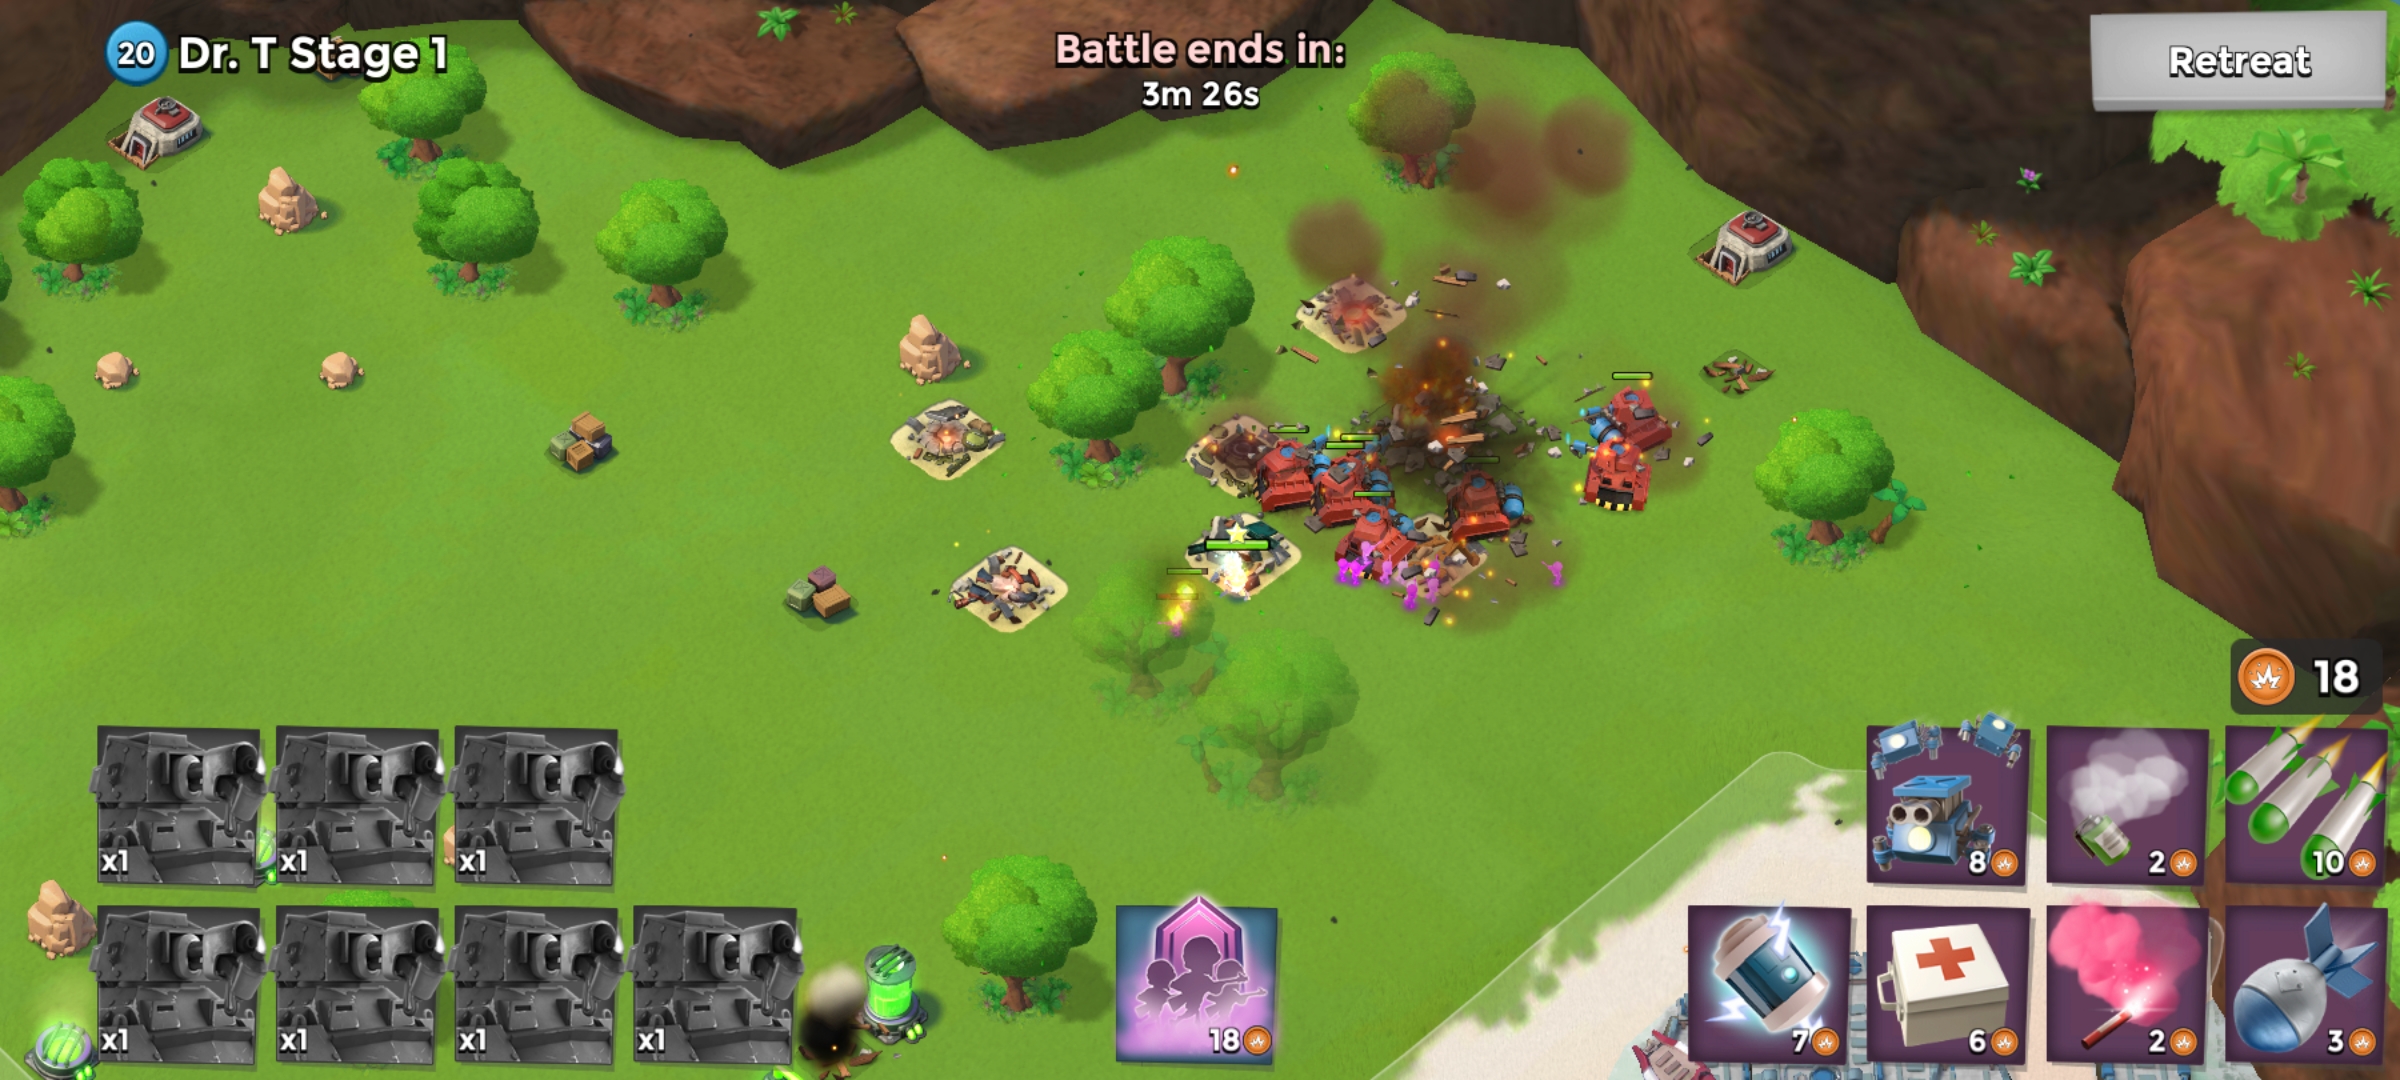 20 Dr. T Stage 1
Battle ends in:
3m 26s
Retreat
18
x1 x1 x1
8 2 10
x1 x1 x1 x1
18
7 6 2 3